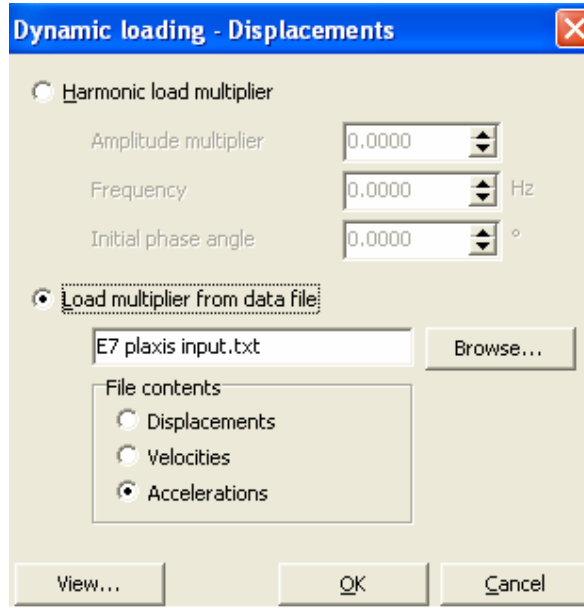 Dynamic loading - Displacements
Harmonic load multiplier
Amplitude multiplier 0.0000
Frequency 0.0000 Hz
Initial phase angle 0.0000 °
Load multiplier from data file
E7 plaxis input.txt Browse...
File contents
Displacements
Velocities
Accelerations
View... OK Cancel